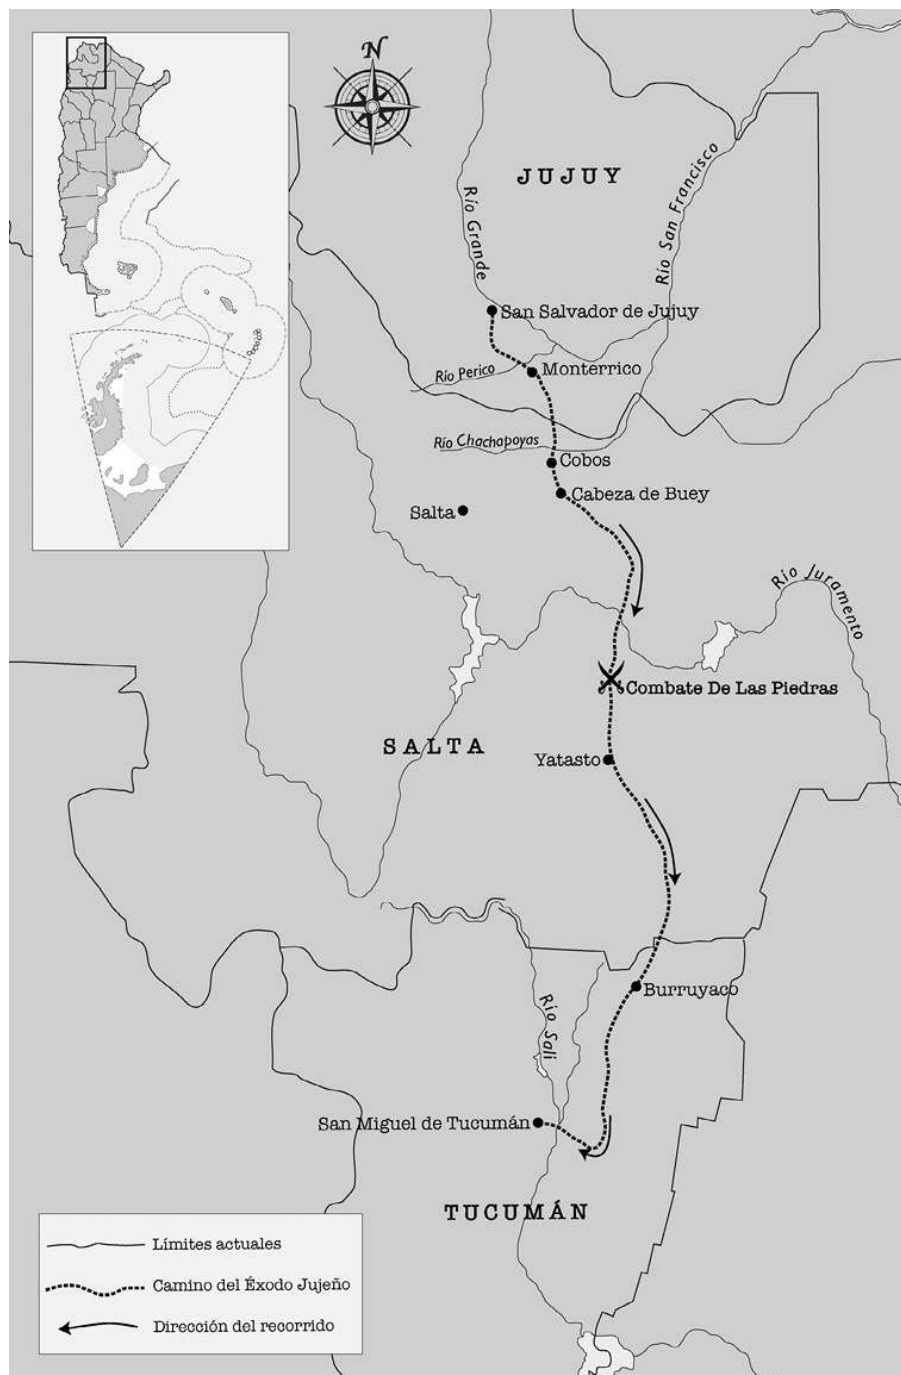 N
JUJUY
Río Grande
Río San Francisco
San Salvador de Jujuy
Río Perico
Monterrico
Río Chachapoyas
Cobos
Cabeza de Buey
Salta
Río Juramento
Combate De Las Piedras
SALTA
Yatasto
Burruyaco
Río Sali
San Miguel de Tucumán
TUCUMÁN
Límites actuales
Camino del Éxodo Jujeño
Dirección del recorrido